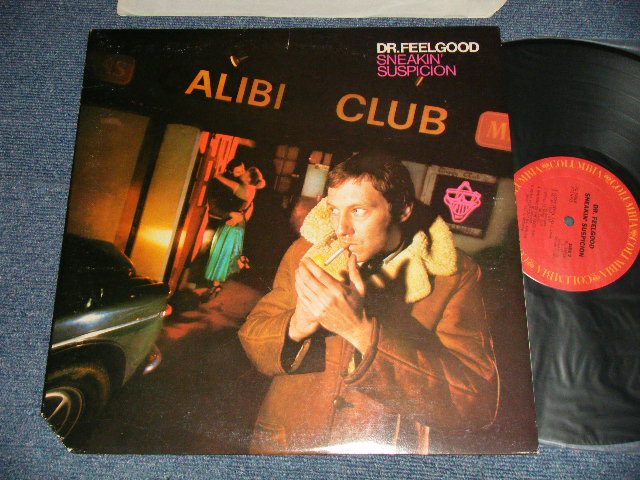 DR.FEELGOOD
SNEAKIN'
SUSPICION
ALIBI CLUB
M
COLUMBIA
DR. FEELGOOD
SNEAKIN' SUSPICION